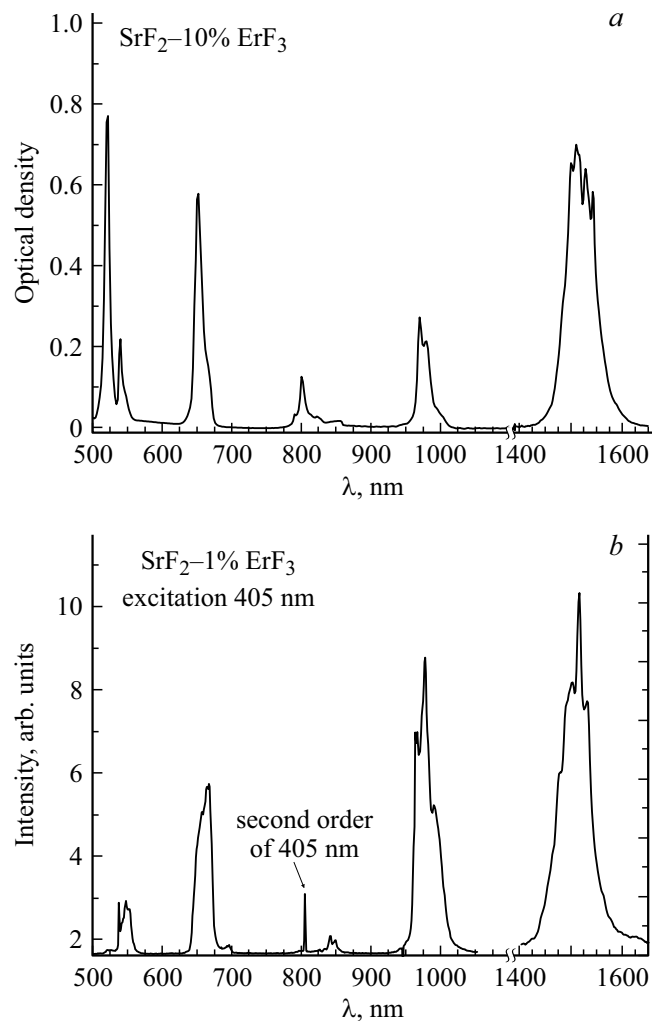 a
SrF₂–10% ErF₃
1.0
0.8
0.6
0.4
0.2
0
Optical density
500 600 700 800 900 1000 1400 1600
λ, nm
b
SrF₂–1% ErF₃
excitation 405 nm
10
8
6
4
2
Intensity, arb. units
second order
of 405 nm
500 600 700 800 900 1000 1400 1600
λ, nm